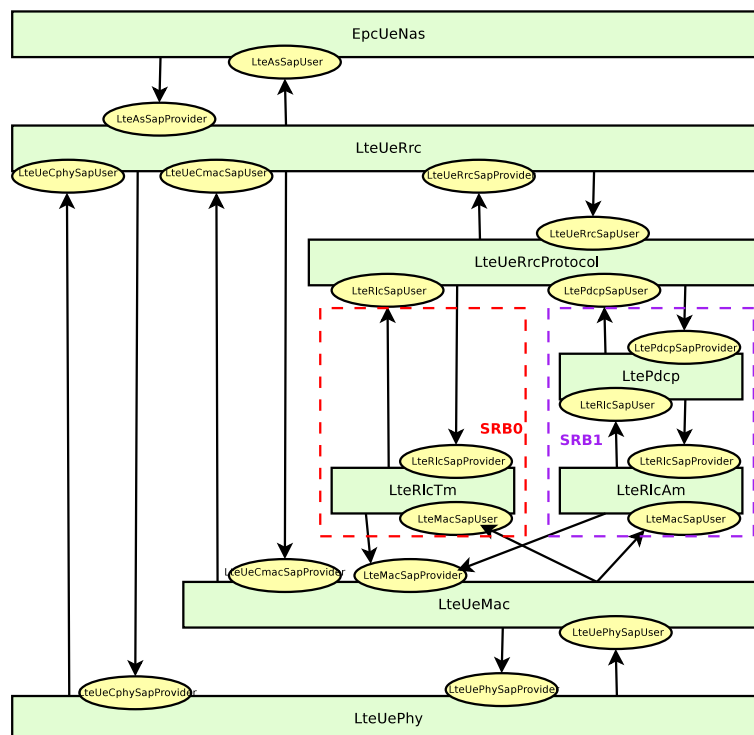 EpcUeNas
LteAsSapUser
LteAsSapProvider
LteUeRrc
LteUeCphySapUser
LteUeCmacSapUser
LteUeRrcSapProvider
LteUeRrcSapUser
LteUeRrcProtocol
LteRlcSapUser
LtePdcpSapUser
LtePdcpSapProvider
LtePdcp
LteRlcSapUser
SRB0
SRB1
LteRlcSapProvider
LteRlcSapProvider
LteRlcTm
LteRlcAm
LteMacSapUser
LteMacSapUser
LteUeCmacSapProvider
LteMacSapProvider
LteUeMac
LteUePhySapUser
LteUeCphySapProvider
LteUePhySapProvider
LteUePhy